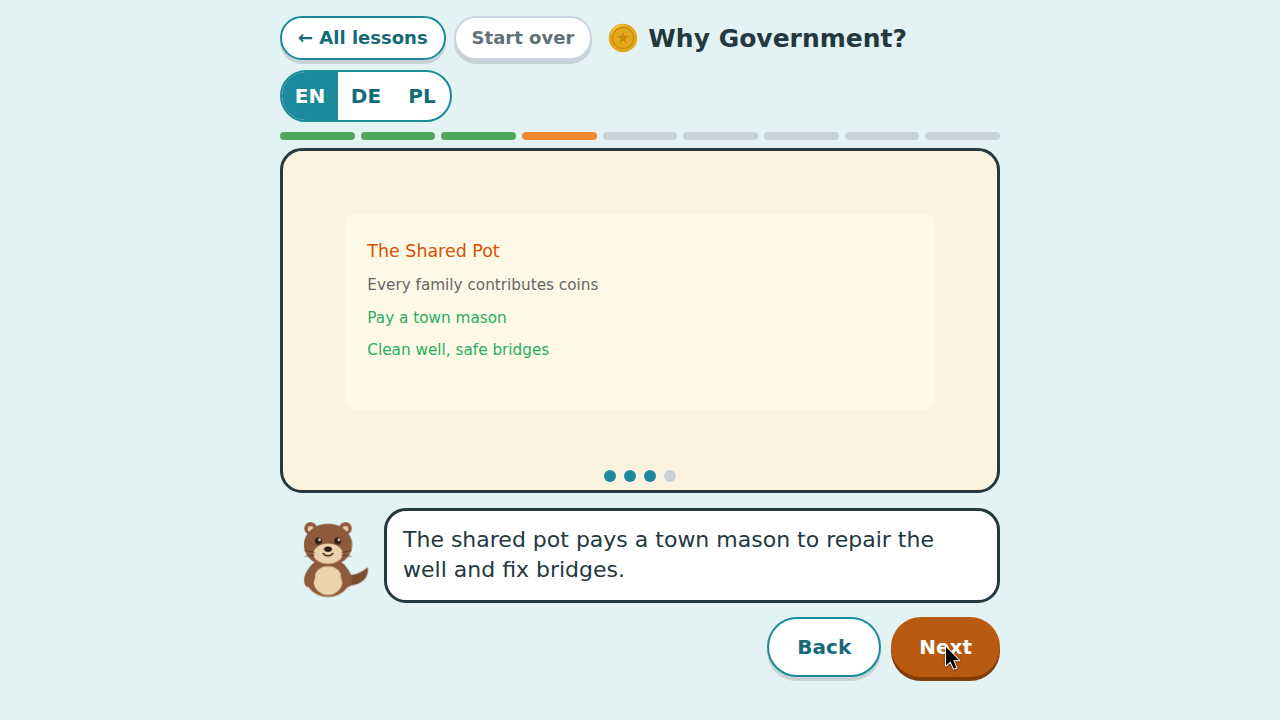 ← All lessons
Start over
Why Government?
EN
DE
PL
The Shared Pot
Every family contributes coins
Pay a town mason
Clean well, safe bridges
The shared pot pays a town mason to repair the
well and fix bridges.
Back
Next